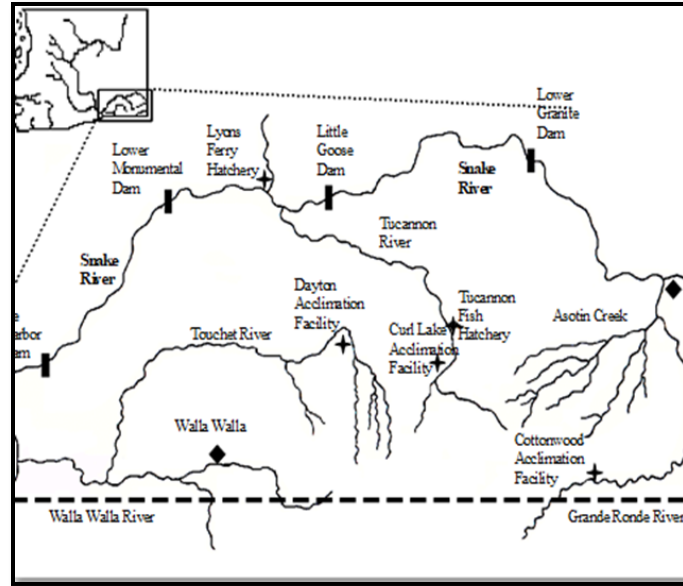 Lower
Granite
Dam
Lyons
Ferry
Hatchery
Little
Goose
Dam
Lower
Monumental
Dam
Snake
River
Tucannon
River
Snake
River
Dayton
Acclimation
Facility
Tucannon
Fish
Hatchery
Asotin Creek
Touchet River
Curl Lake
Acclimation
Facility
Walla Walla
Cottonwood
Acclimation
Facility
Walla Walla River
Grande Ronde River